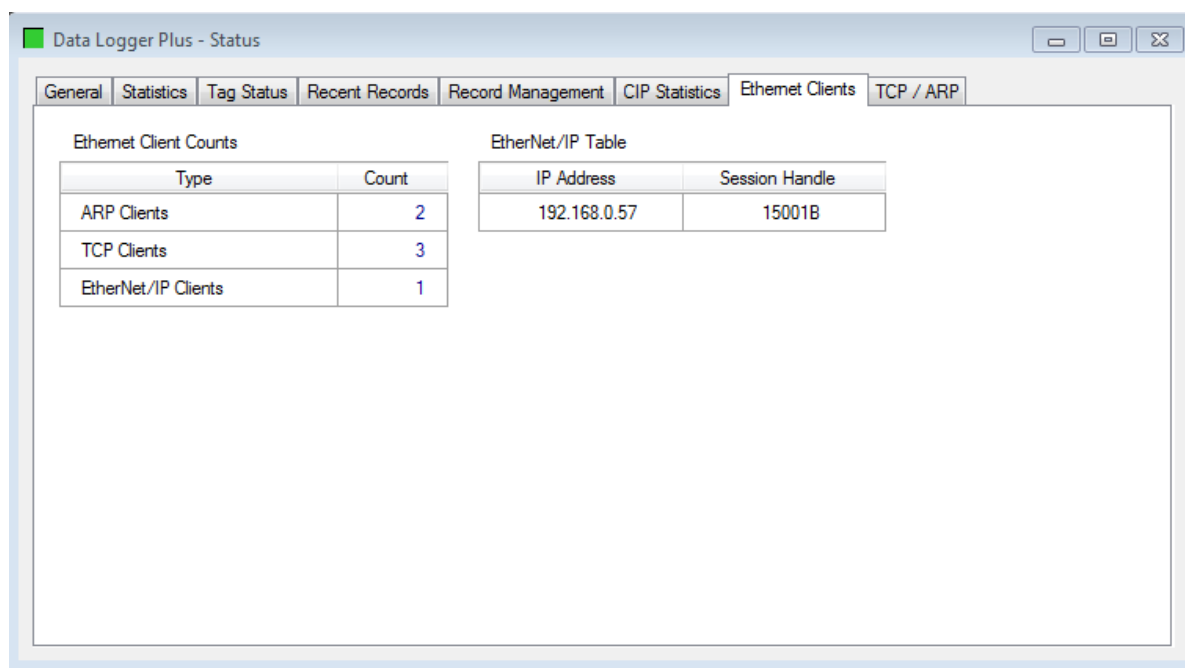 Data Logger Plus - Status
General Statistics Tag Status Recent Records Record Management CIP Statistics Ethernet Clients TCP / ARP
Ethernet Client Counts EtherNet/IP Table
Type Count IP Address Session Handle
ARP Clients 2 192.168.0.57 15001B
TCP Clients 3
EtherNet/IP Clients 1